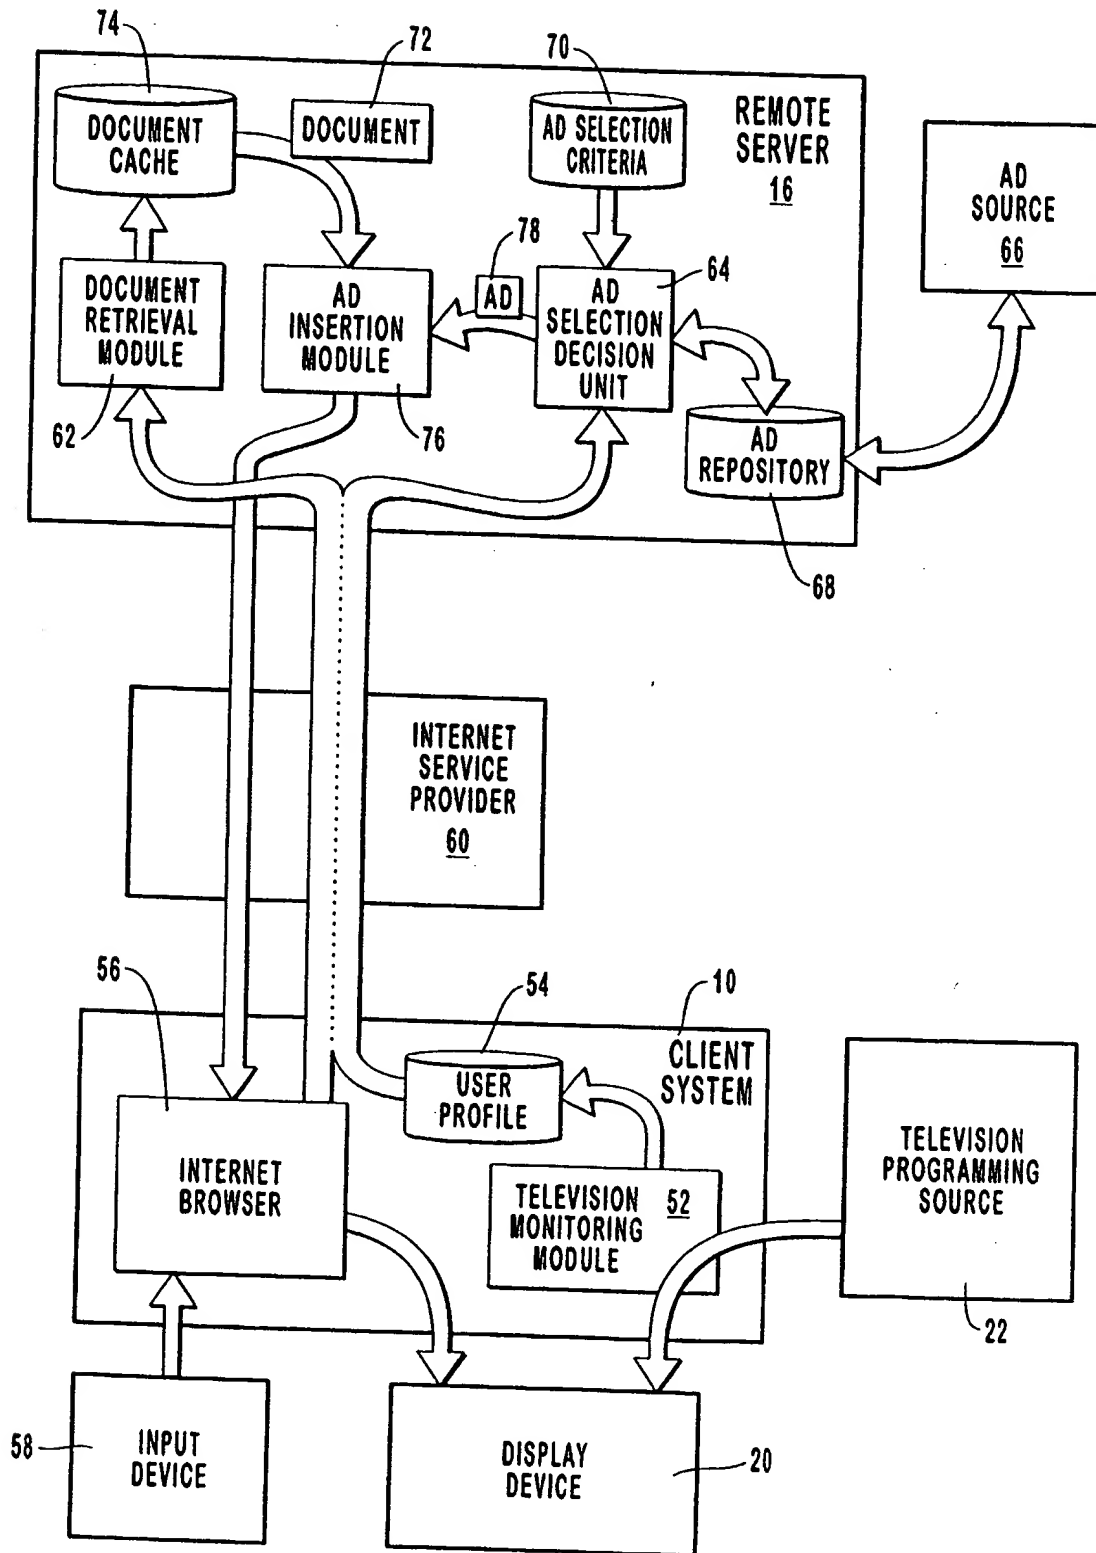 74
72
70
DOCUMENT
CACHE
DOCUMENT
AD SELECTION
CRITERIA
REMOTE
SERVER
16
AD
SOURCE
66
78
AD
64
DOCUMENT
RETRIEVAL
MODULE
62
AD
INSERTION
MODULE
76
AD
SELECTION
DECISION
UNIT
AD
REPOSITORY
68
INTERNET
SERVICE
PROVIDER
60
56
54
10
CLIENT
SYSTEM
USER
PROFILE
INTERNET
BROWSER
TELEVISION
MONITORING
MODULE
52
TELEVISION
PROGRAMMING
SOURCE
22
58
INPUT
DEVICE
DISPLAY
DEVICE
20